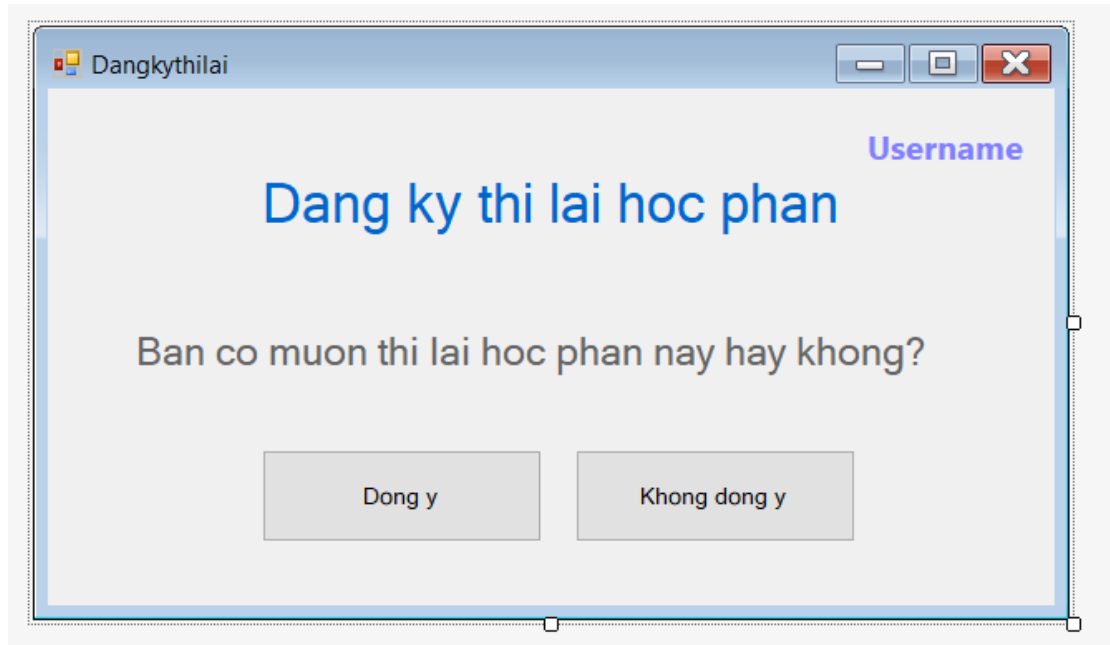 Dangkythilai
Username
Dang ky thi lai hoc phan
Ban co muon thi lai hoc phan nay hay khong?
Dong y
Khong dong y